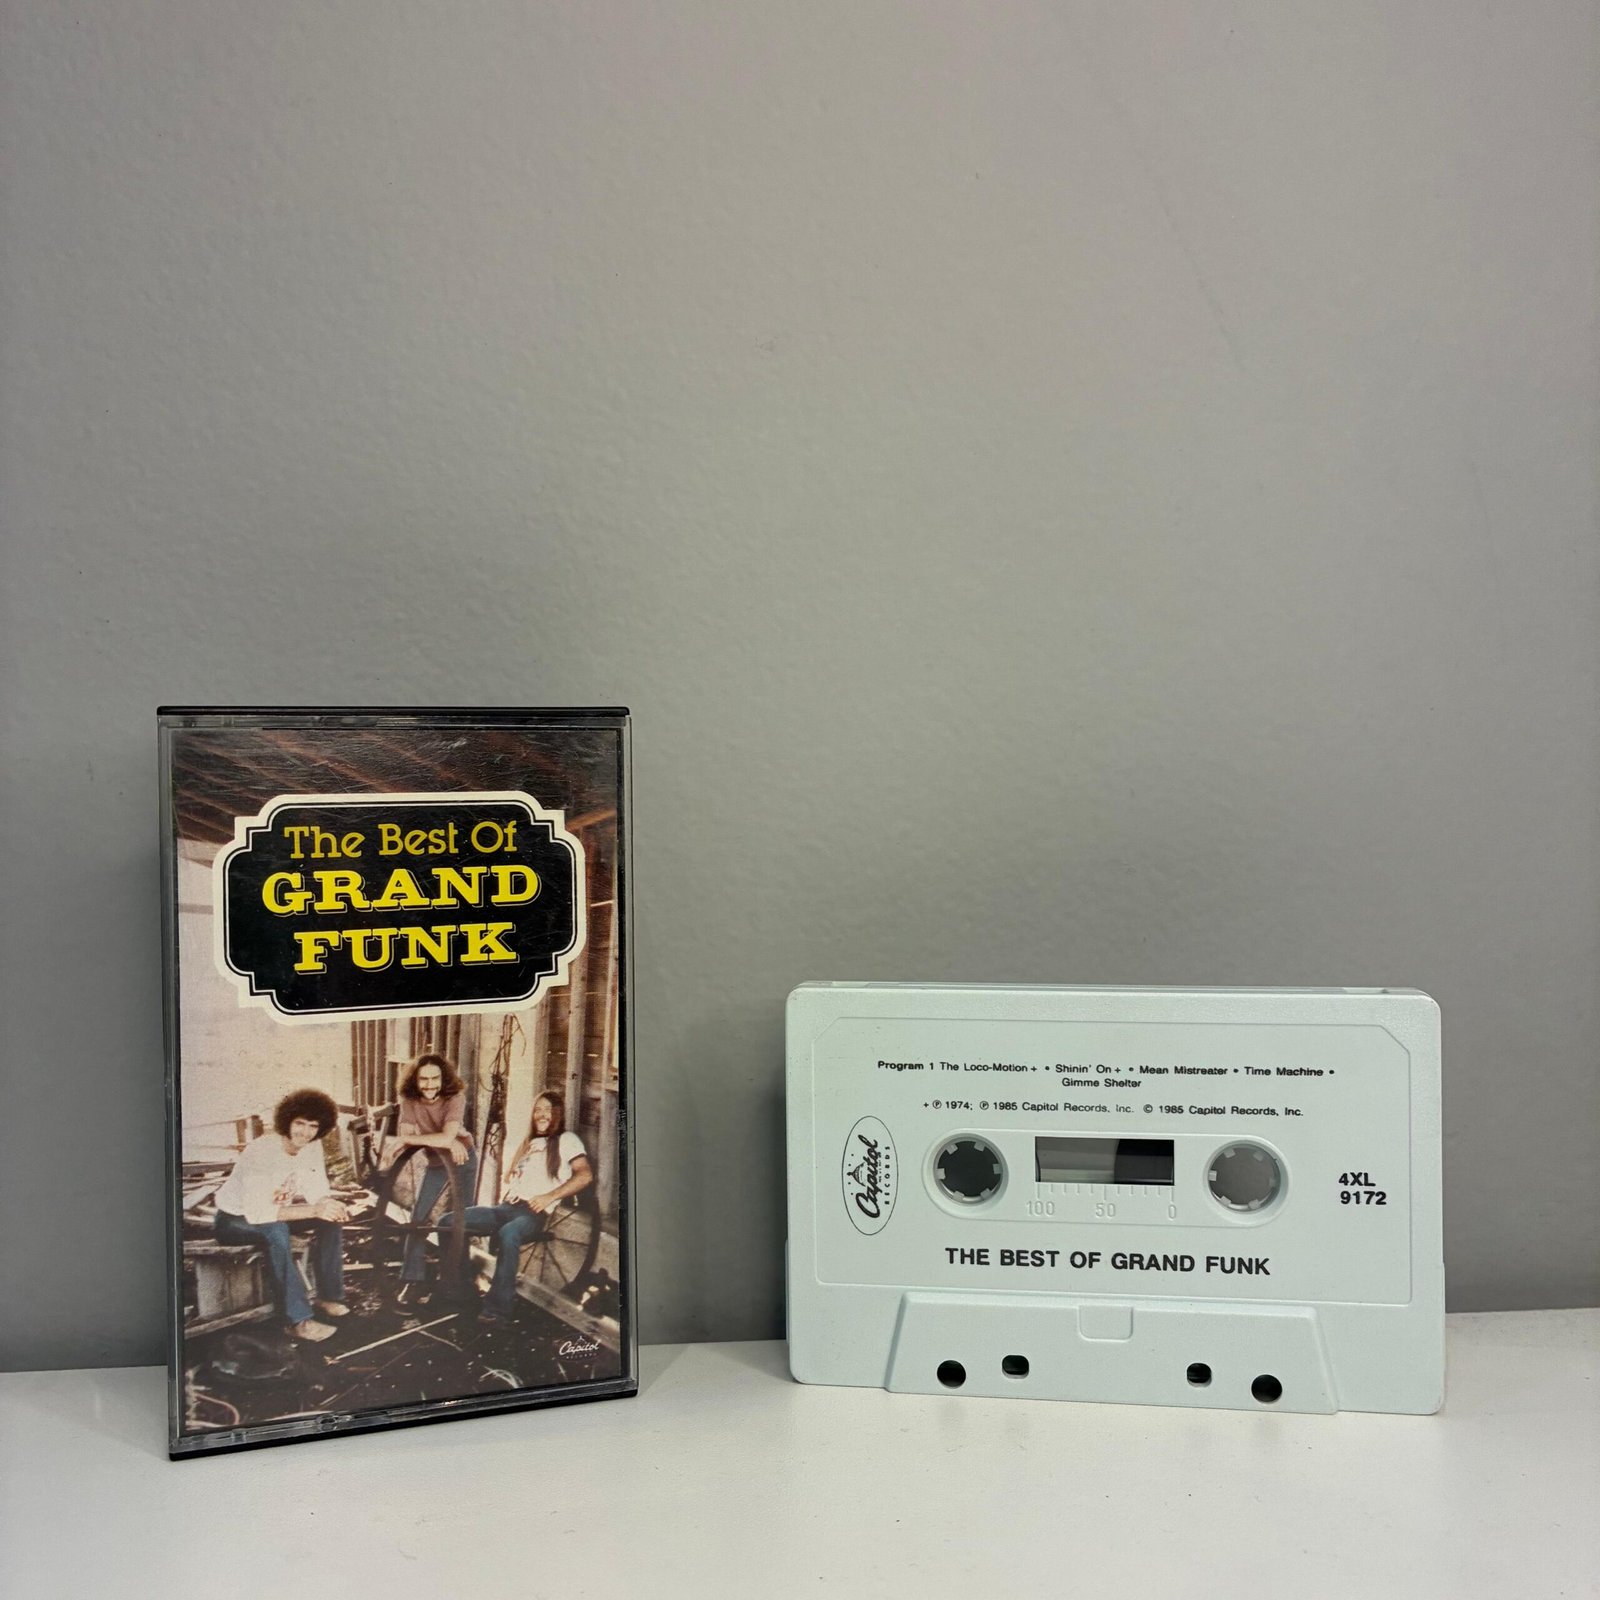 The Best Of
GRAND
FUNK
Capitol
RECORDS
Program 1 The Loco-Motion + • Shinin' On + • Mean Mistreater • Time Machine •
Gimme Shelter
+ ℗ 1974; ℗ 1985 Capitol Records, Inc. © 1985 Capitol Records, Inc.
Capitol
RECORDS
100 50 0
4XL
9172
THE BEST OF GRAND FUNK